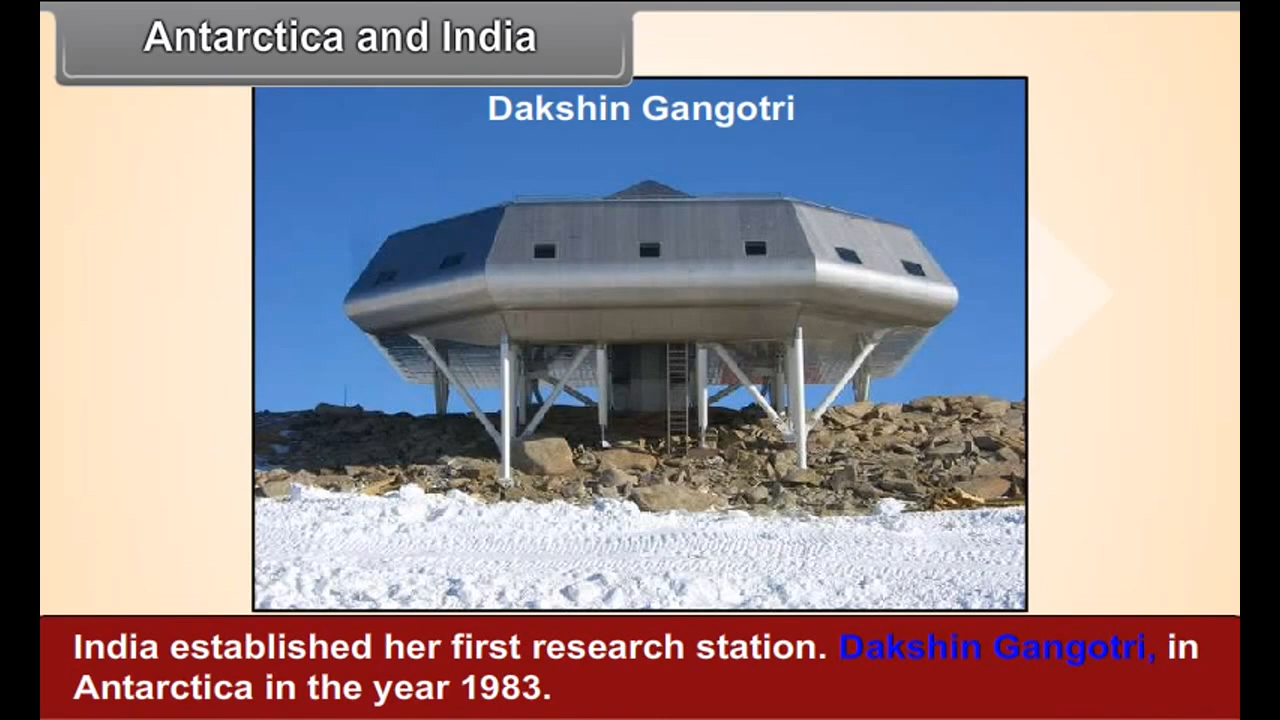 Antarctica and India
Dakshin Gangotri
India established her first research station. Dakshin Gangotri, in
Antarctica in the year 1983.